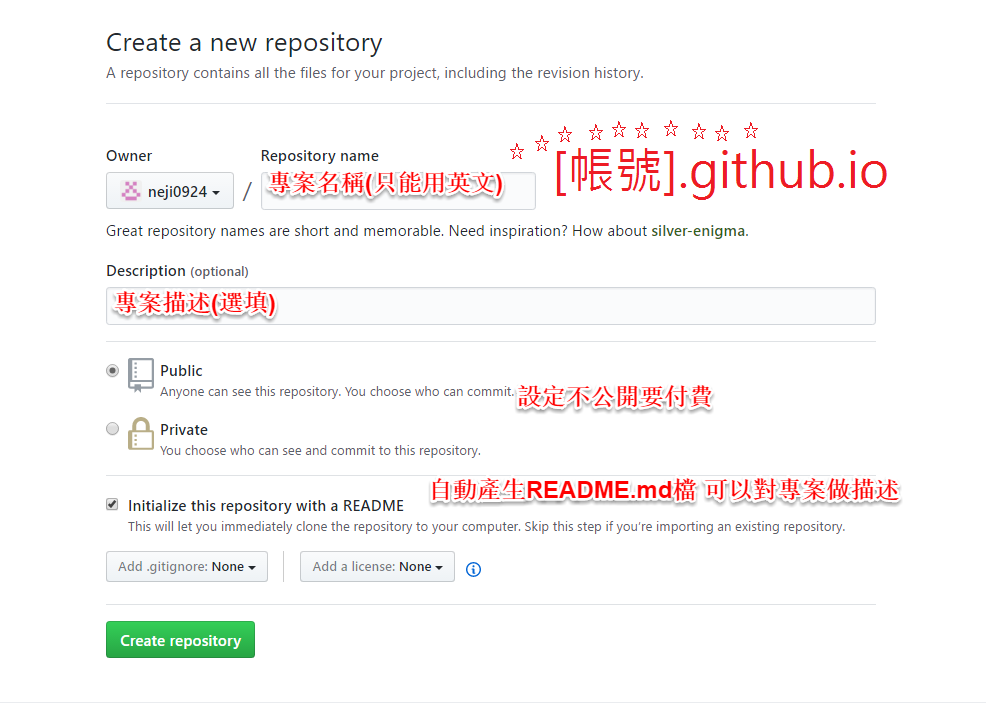 Create a new repository
A repository contains all the files for your project, including the revision history.
☆ ☆ ☆ ☆ ☆ ☆ ☆ ☆ ☆ ☆
[帳號].github.io
Owner
Repository name
neji0924
/
專案名稱(只能用英文)
Great repository names are short and memorable. Need inspiration? How about silver-enigma.
Description (optional)
專案描述(選填)
Public
Anyone can see this repository. You choose who can commit.
設定不公開要付費
Private
You choose who can see and commit to this repository.
自動產生README.md檔 可以對專案做描述
Initialize this repository with a README
This will let you immediately clone the repository to your computer. Skip this step if you’re importing an existing repository.
Add .gitignore: None
Add a license: None
Create repository